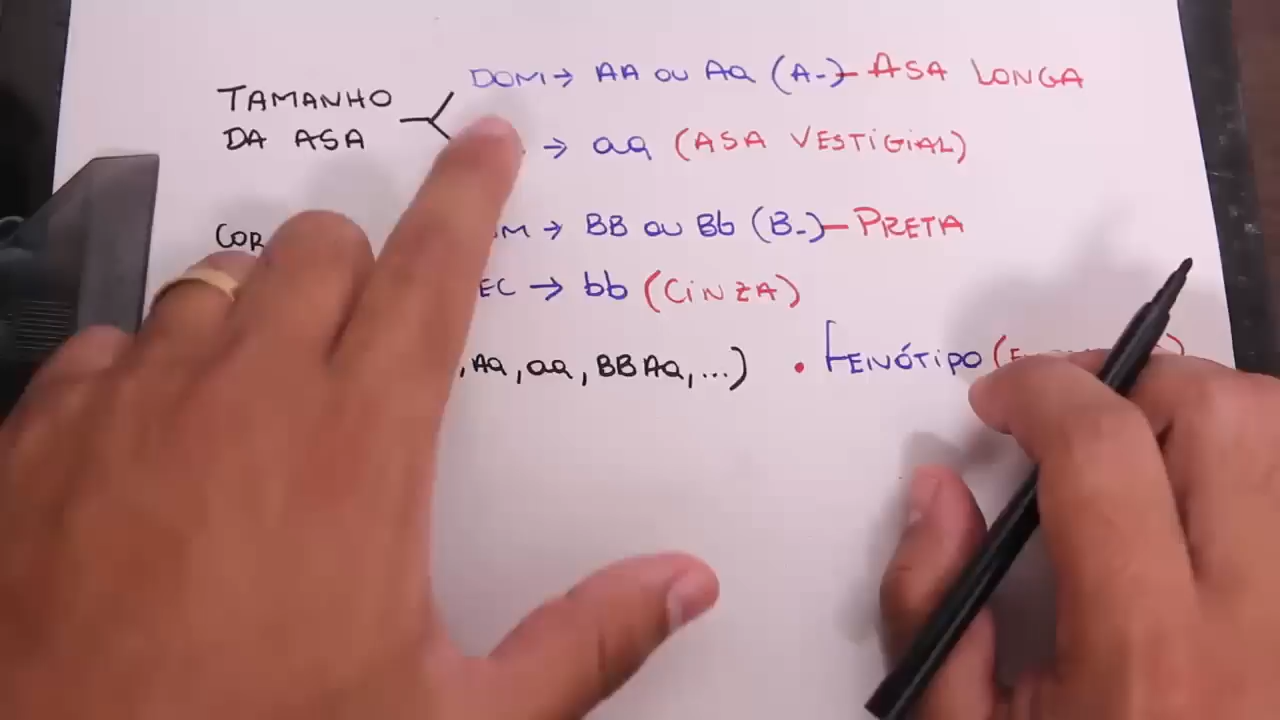 TAMANHO DA ASA
DOM → AA ou Aa (A-) - ASA LONGA
→ aa (ASA VESTIGIAL)
COR
M → BB ou Bb (B-) - PRETA
EC → bb (CINZA)
, Aa, aa, BBAa, ...) • FENÓTIPO (